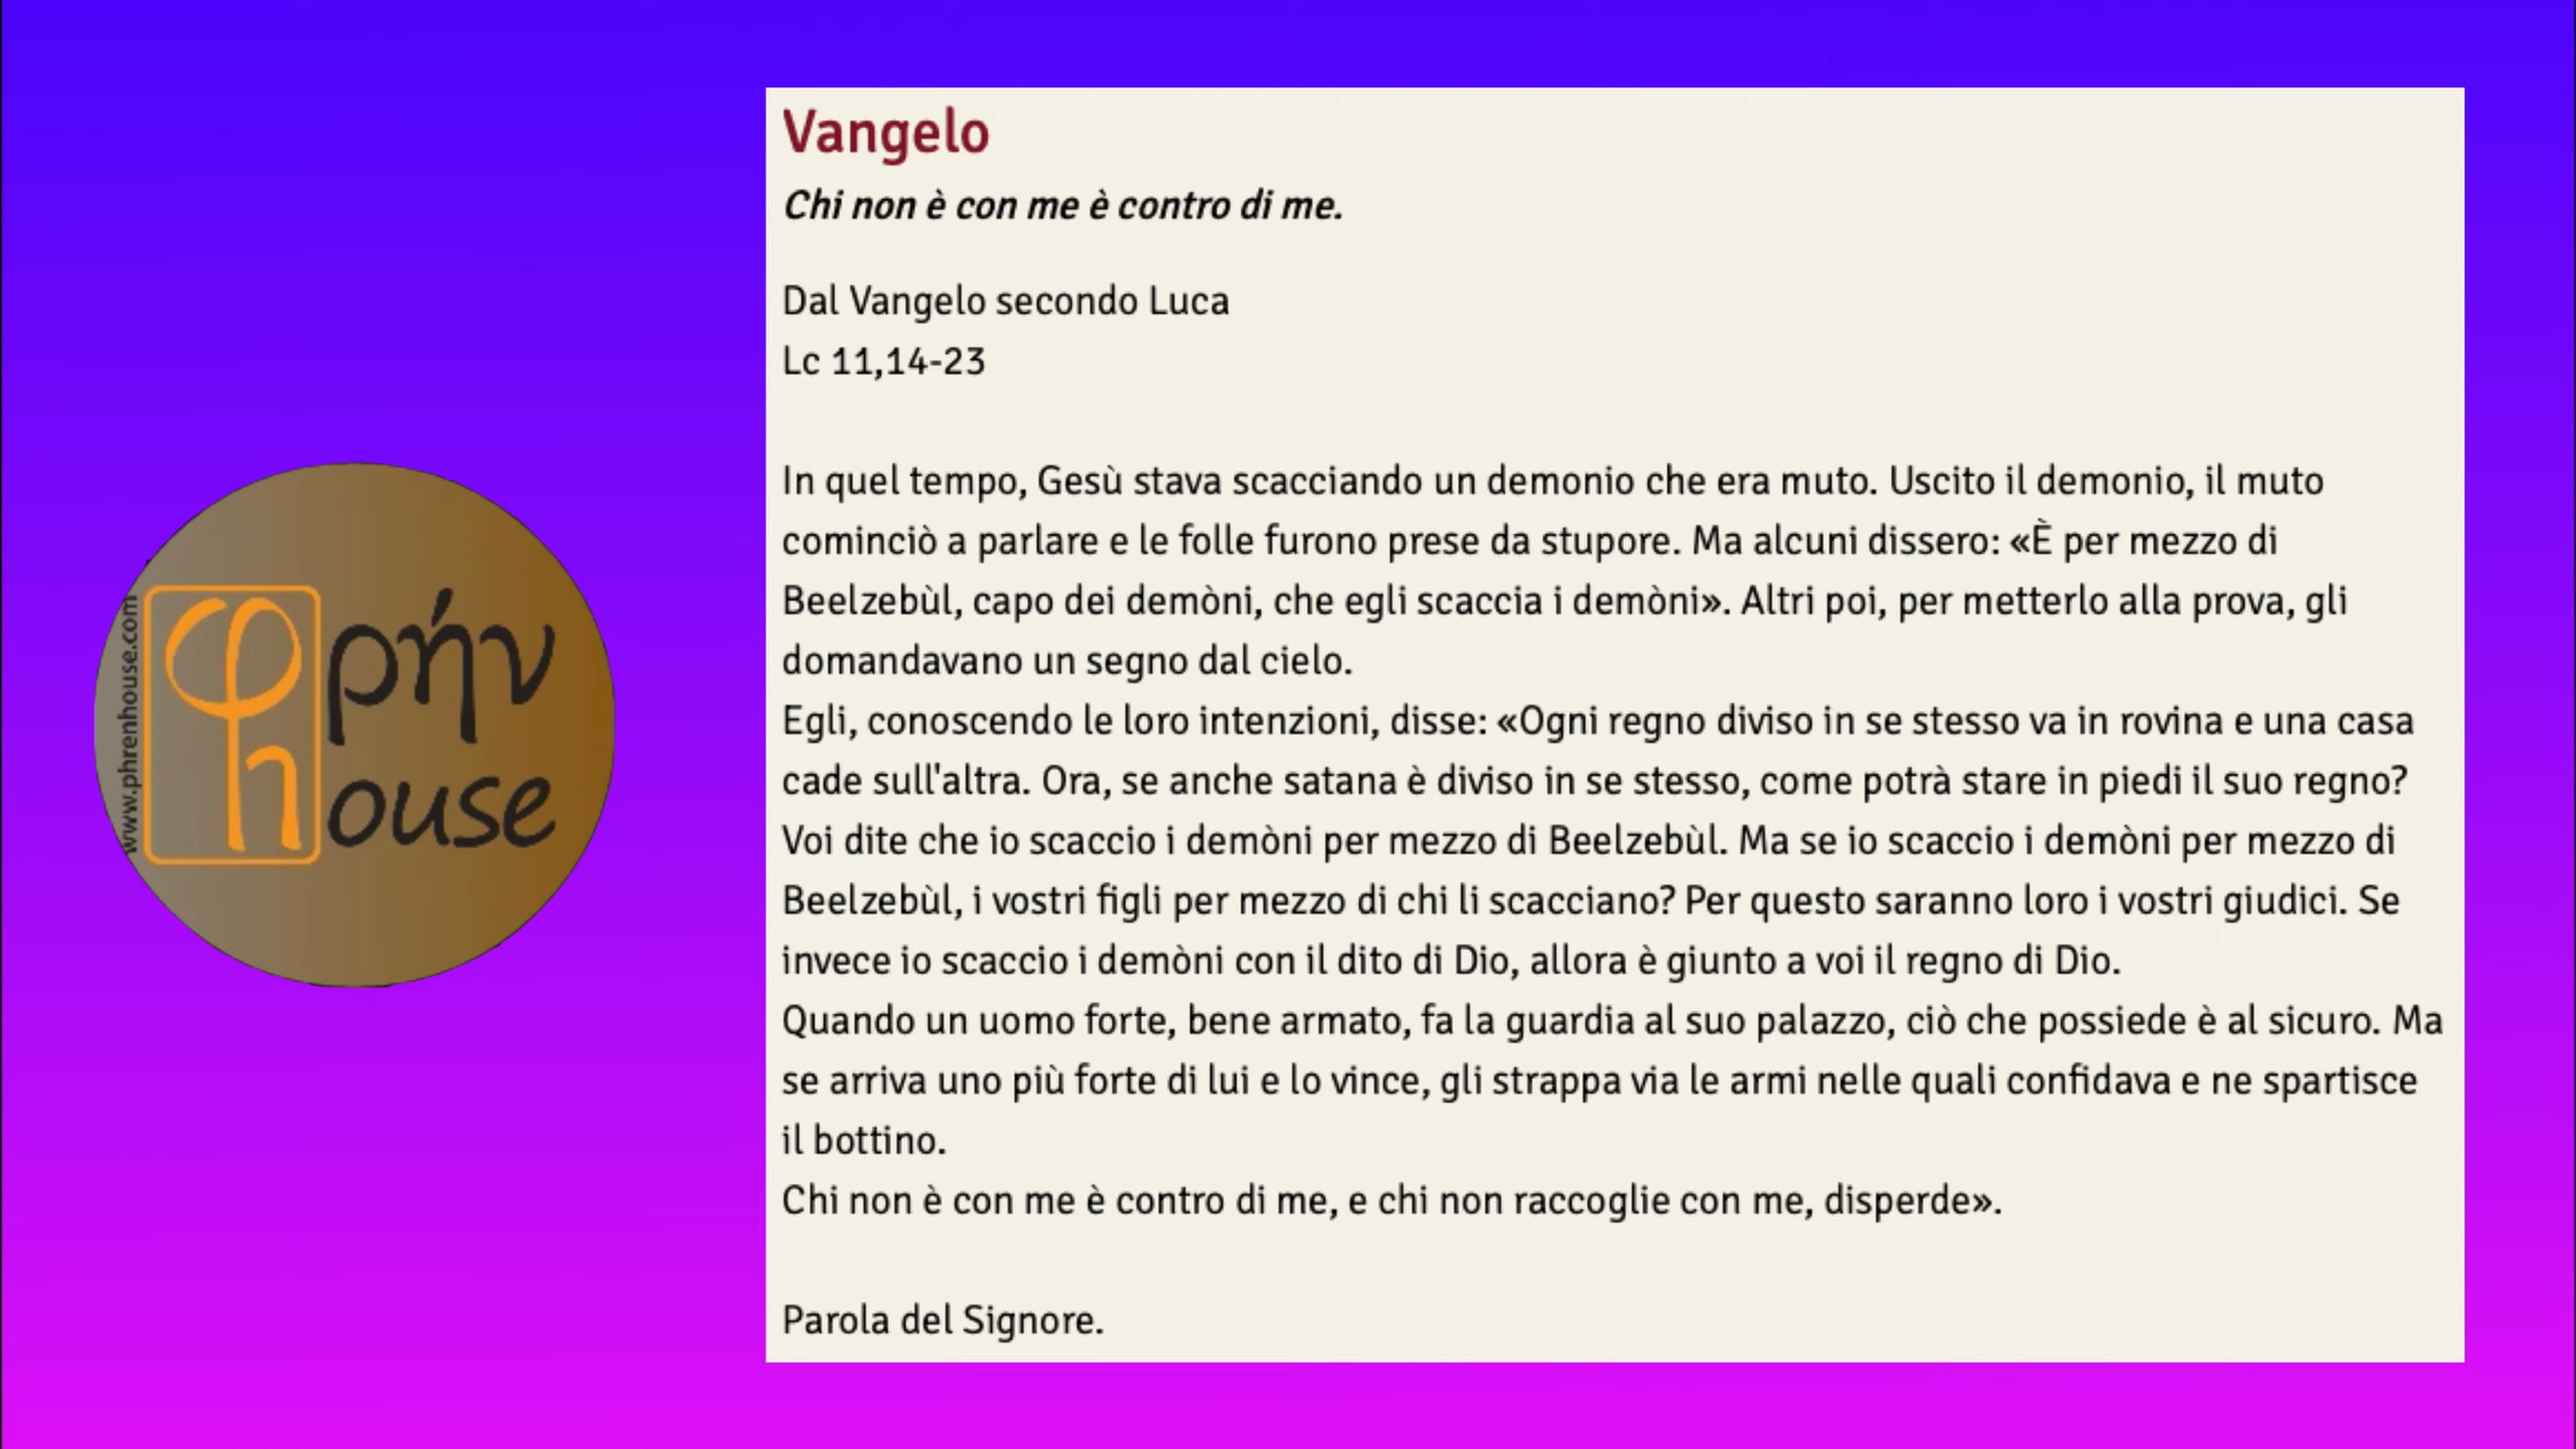 www.phrenhouse.com
φρήν
house
Vangelo
Chi non è con me è contro di me.
Dal Vangelo secondo Luca
Lc 11,14-23
In quel tempo, Gesù stava scacciando un demonio che era muto. Uscito il demonio, il muto
cominciò a parlare e le folle furono prese da stupore. Ma alcuni dissero: «È per mezzo di
Beelzebùl, capo dei demòni, che egli scaccia i demòni». Altri poi, per metterlo alla prova, gli
domandavano un segno dal cielo.
Egli, conoscendo le loro intenzioni, disse: «Ogni regno diviso in se stesso va in rovina e una casa
cade sull'altra. Ora, se anche satana è diviso in se stesso, come potrà stare in piedi il suo regno?
Voi dite che io scaccio i demòni per mezzo di Beelzebùl. Ma se io scaccio i demòni per mezzo di
Beelzebùl, i vostri figli per mezzo di chi li scacciano? Per questo saranno loro i vostri giudici. Se
invece io scaccio i demòni con il dito di Dio, allora è giunto a voi il regno di Dio.
Quando un uomo forte, bene armato, fa la guardia al suo palazzo, ciò che possiede è al sicuro. Ma
se arriva uno più forte di lui e lo vince, gli strappa via le armi nelle quali confidava e ne spartisce
il bottino.
Chi non è con me è contro di me, e chi non raccoglie con me, disperde».
Parola del Signore.